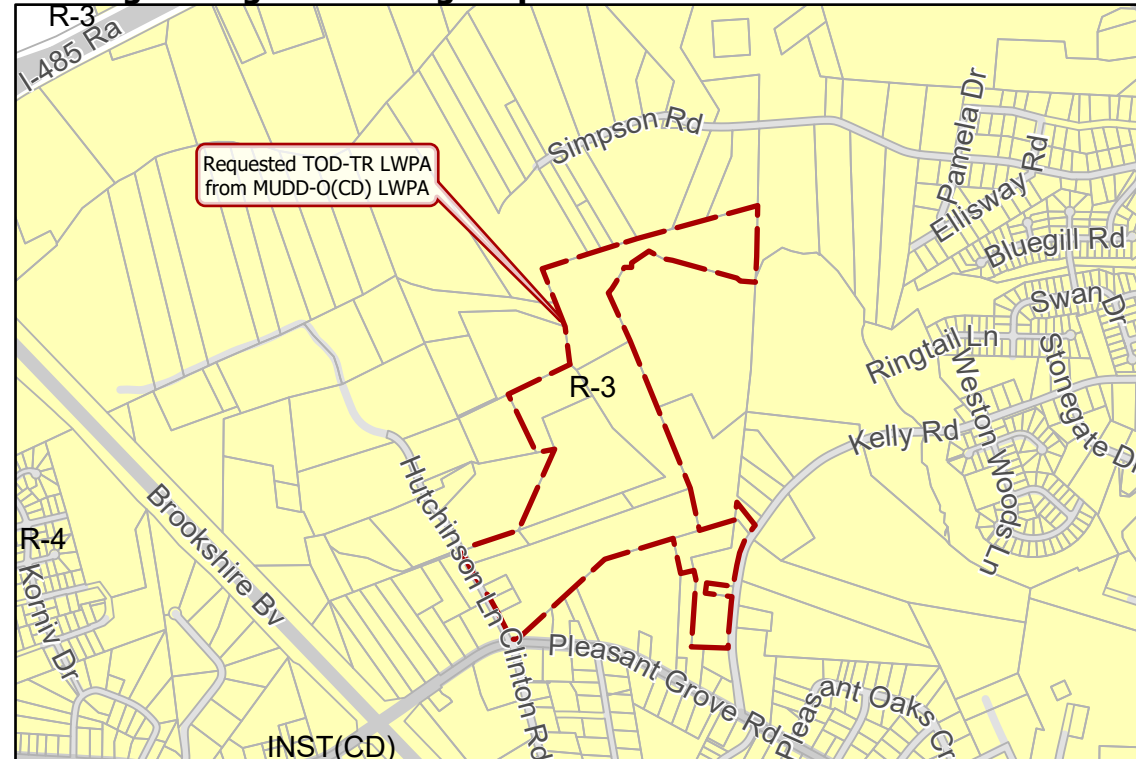 R-3
I-485 Ra
Simpson Rd
Requested TOD-TR LWPA
from MUDD-O(CD) LWPA
Pamela Dr
Ellisway Rd
Bluegill Rd
Swan Dr
Ringtail Ln
Stonegate Dr
Weston Woods Ln
R-3
Kelly Rd
Hutchinson Ln
Brookshire Bv
R-4
Korniv Dr
Clinton Rd
Pleasant Grove Rd
Pleasant Oaks Cr
INST(CD)